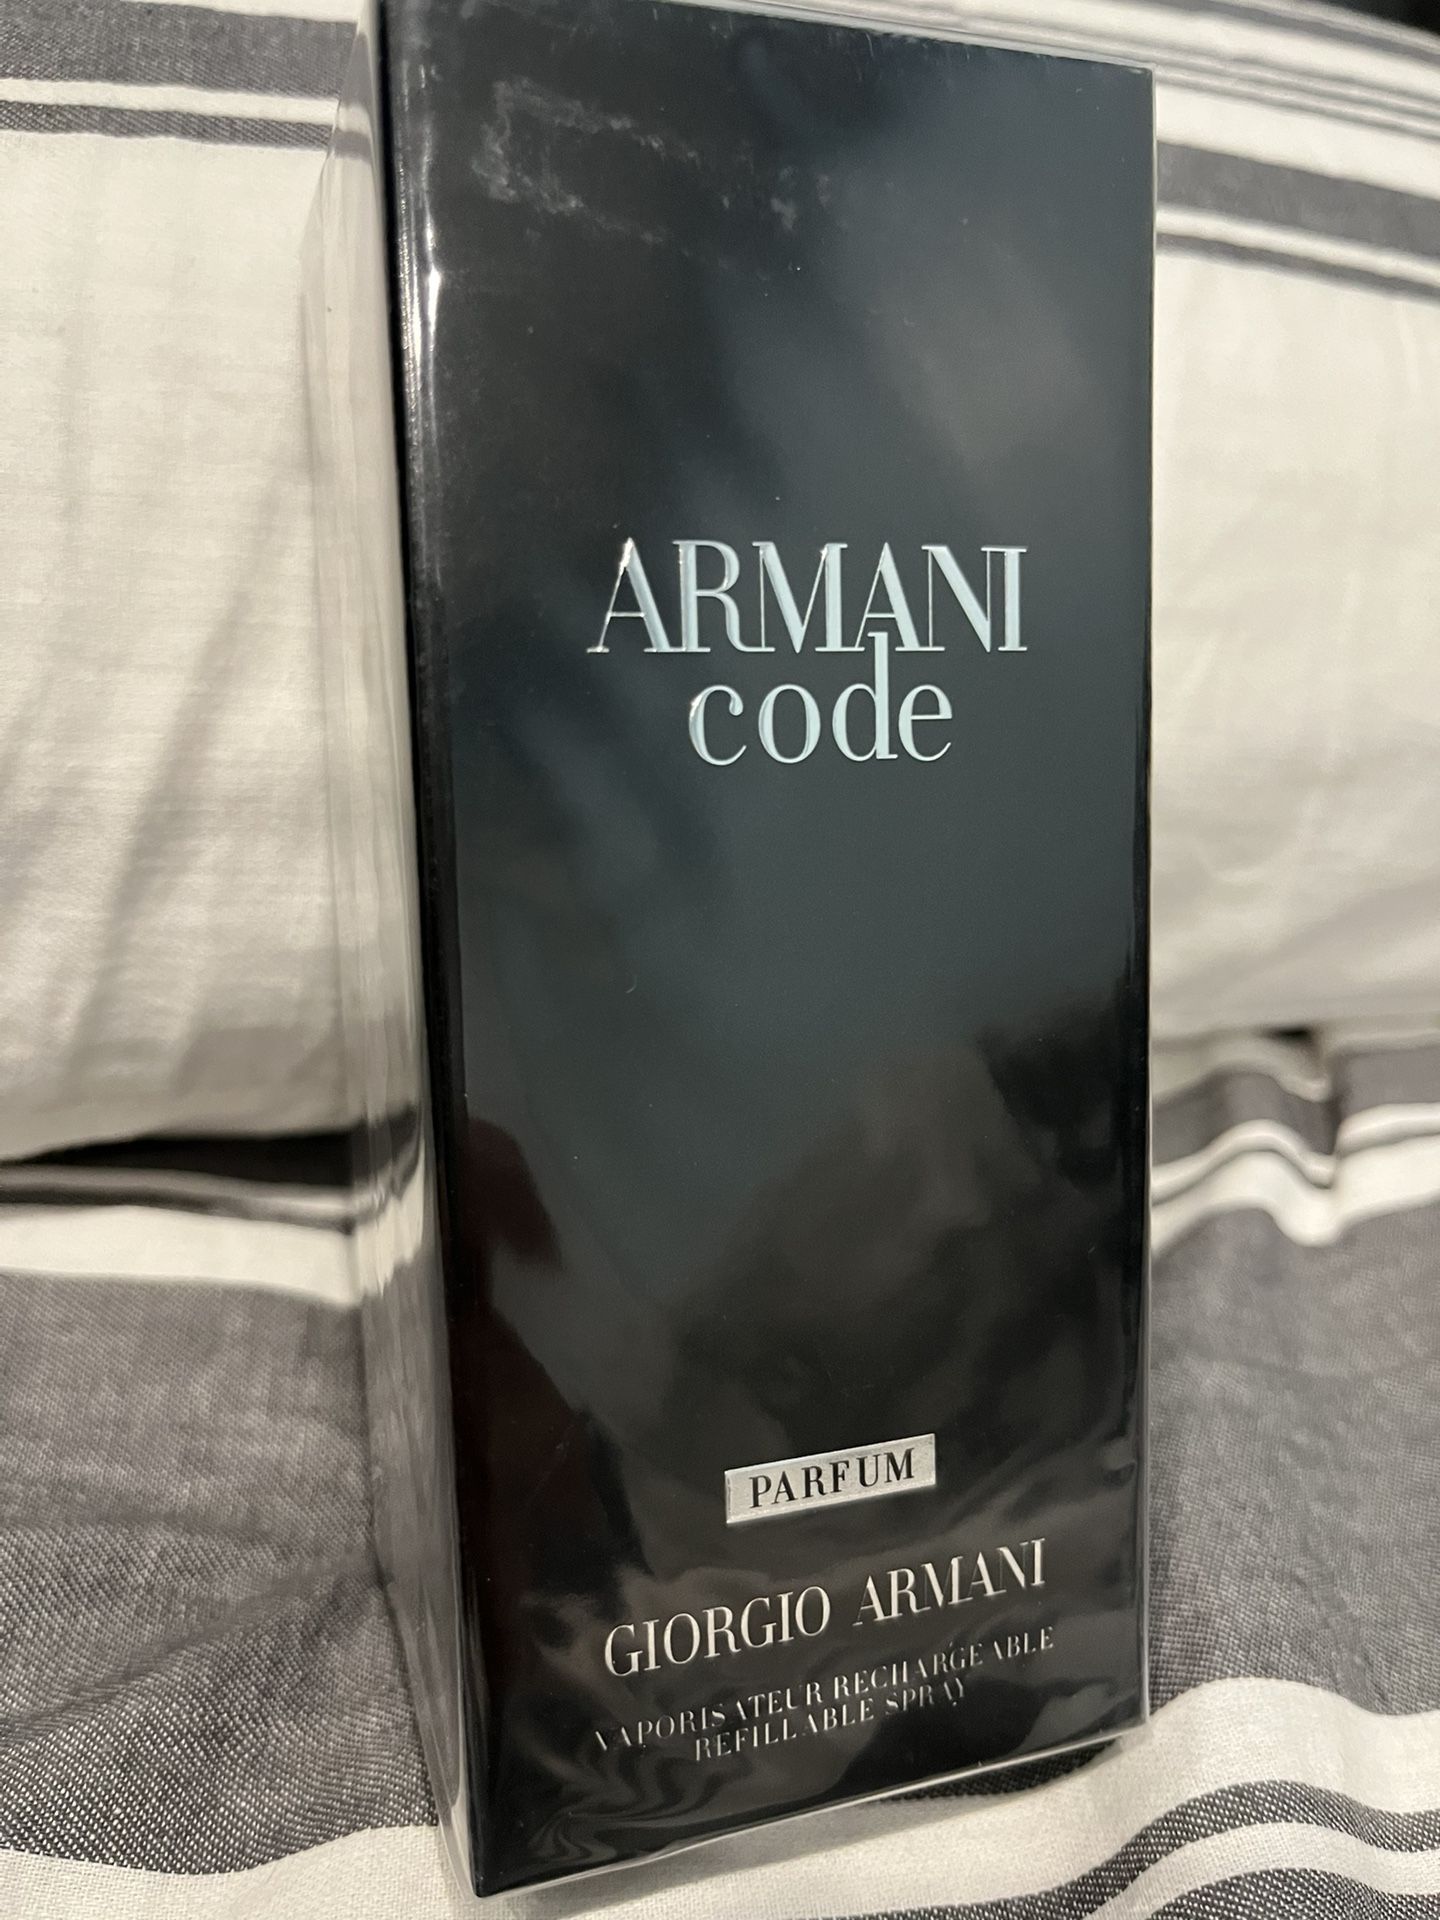 ARMANI
code
PARFUM
GIORGIO ARMANI
VAPORISATEUR RECHARGEABLE
REFILLABLE SPRAY